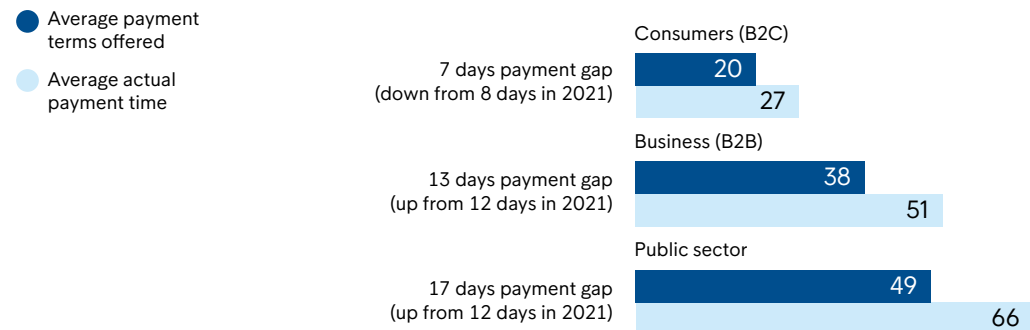 Average payment
terms offered
Average actual
payment time
Consumers (B2C)
7 days payment gap
(down from 8 days in 2021)
20
27
Business (B2B)
13 days payment gap
(up from 12 days in 2021)
38
51
Public sector
17 days payment gap
(up from 12 days in 2021)
49
66